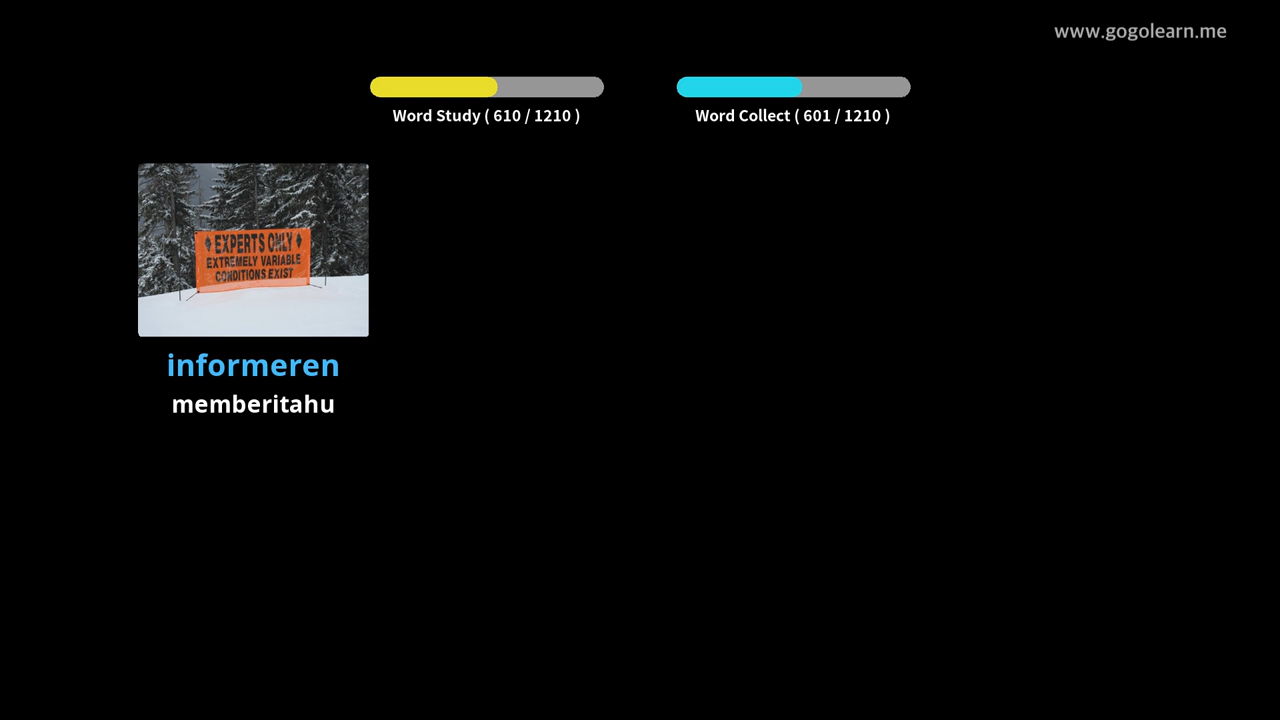 www.gogolearn.me
Word Study ( 610 / 1210 )
Word Collect ( 601 / 1210 )
EXPERTS ONLY
EXTREMELY VARIABLE
CONDITIONS EXIST
informeren
memberitahu